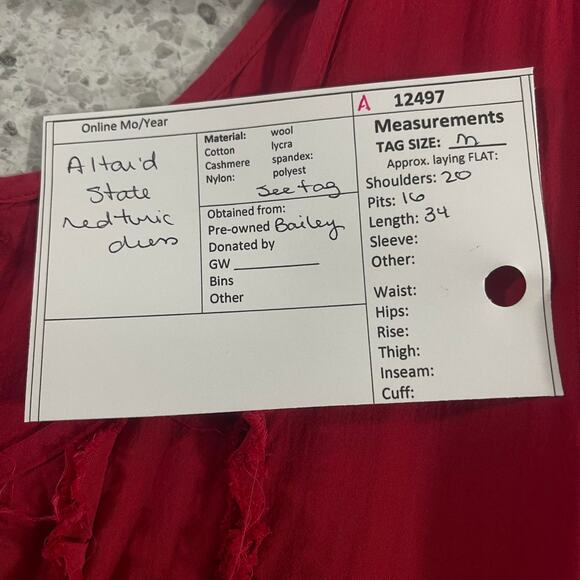 Online Mo/Year
Altar'd
State
red tunic
dress
Material: wool
Cotton lycra
Cashmere spandex:
Nylon: polyest
See tag
Obtained from:
Pre-owned Bailey
Donated by
GW
Bins
Other
A 12497
Measurements
TAG SIZE: m
Approx. laying FLAT:
Shoulders: 20
Pits: 16
Length: 34
Sleeve:
Other:
Waist:
Hips:
Rise:
Thigh:
Inseam:
Cuff: